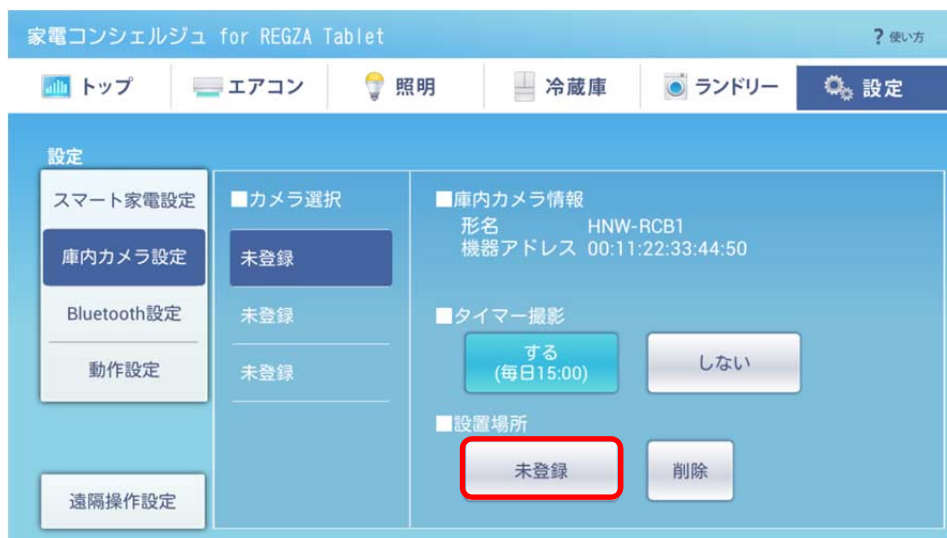 家電コンシェルジュ for REGZA Tablet
? 使い方
トップ
エアコン
照明
冷蔵庫
ランドリー
設定
設定
スマート家電設定
庫内カメラ設定
Bluetooth設定
動作設定
遠隔操作設定
■カメラ選択
未登録
未登録
未登録
■庫内カメラ情報
形名 HNW-RCB1
機器アドレス 00:11:22:33:44:50
■タイマー撮影
する
(毎日15:00)
しない
■設置場所
未登録
削除